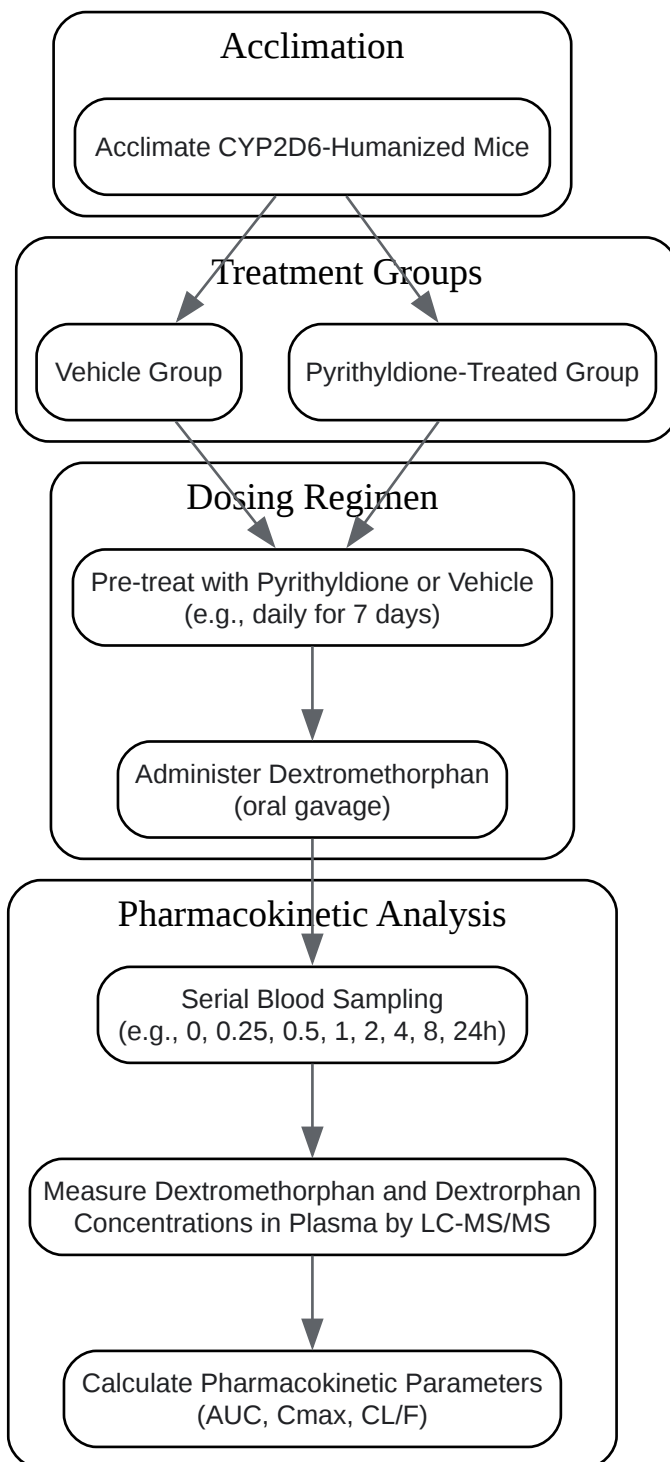 Acclimation
Acclimate CYP2D6-Humanized Mice
Treatment Groups
Vehicle Group
Pyrithyldione-Treated Group
Dosing Regimen
Pre-treat with Pyrithyldione or Vehicle
(e.g., daily for 7 days)
Administer Dextromethorphan
(oral gavage)
Pharmacokinetic Analysis
Serial Blood Sampling
(e.g., 0, 0.25, 0.5, 1, 2, 4, 8, 24h)
Measure Dextromethorphan and Dextrorphan
Concentrations in Plasma by LC-MS/MS
Calculate Pharmacokinetic Parameters
(AUC, Cmax, CL/F)